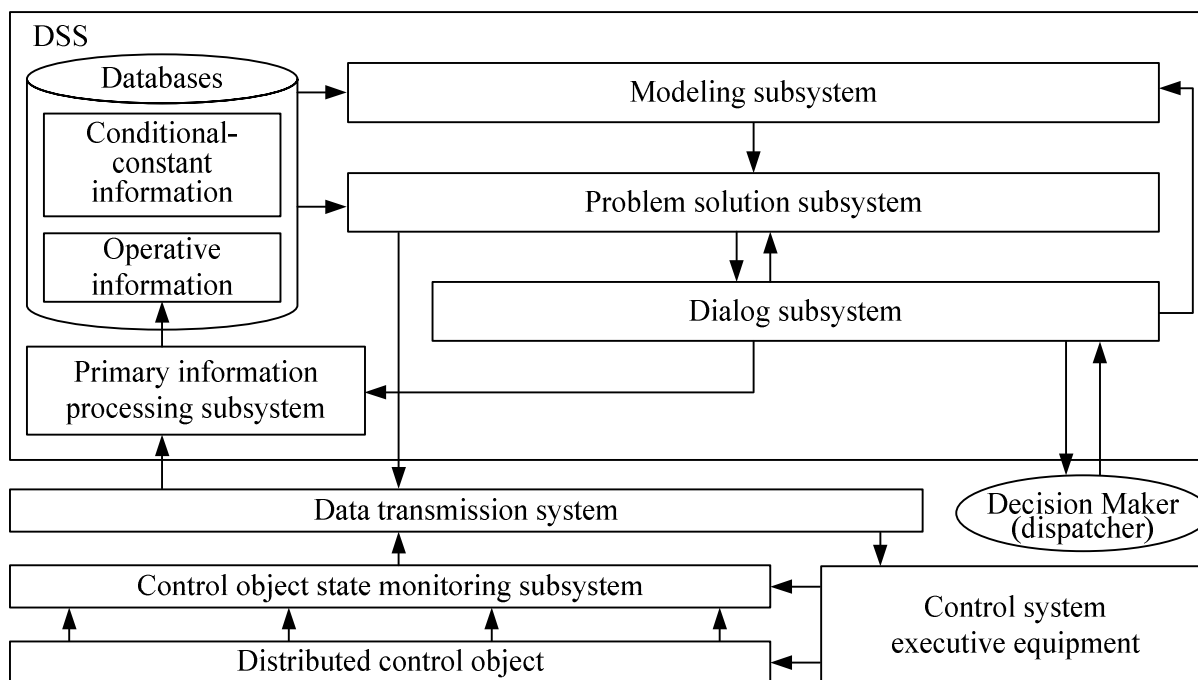 DSS
Databases
Conditional-
constant
information
Operative
information
Modeling subsystem
Problem solution subsystem
Dialog subsystem
Primary information
processing subsystem
Data transmission system
Decision Maker
(dispatcher)
Control object state monitoring subsystem
Control system
executive equipment
Distributed control object